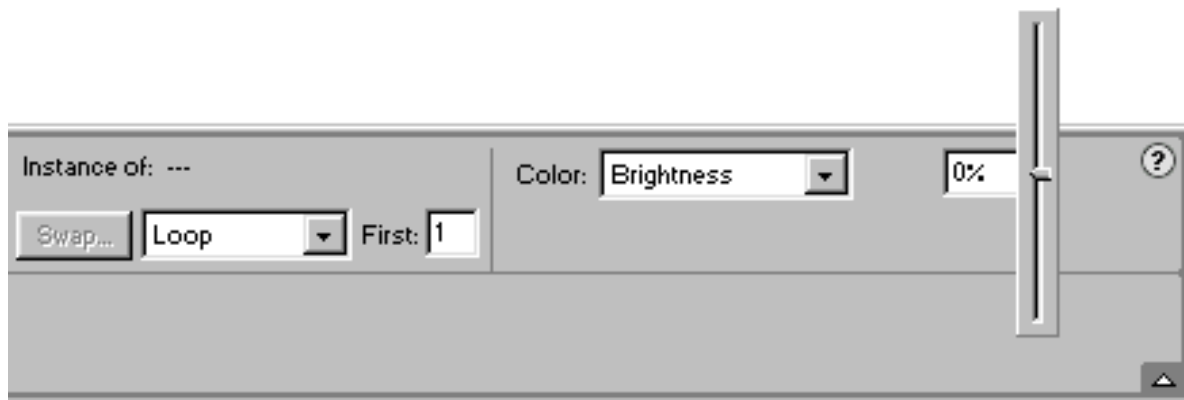 Instance of: ---
Color: Brightness 0% ?
Swap... Loop First: 1